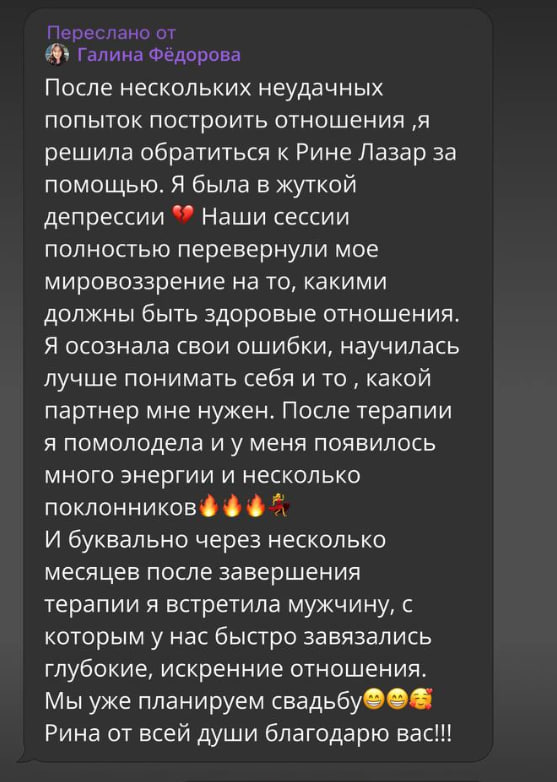 Переслано от
Галина Фёдорова
После нескольких неудачных
попыток построить отношения ,я
решила обратиться к Рине Лазар за
помощью. Я была в жуткой
депрессии 💔 Наши сессии
полностью перевернули мое
мировоззрение на то, какими
должны быть здоровые отношения.
Я осознала свои ошибки, научилась
лучше понимать себя и то , какой
партнер мне нужен. После терапии
я помолодела и у меня появилось
много энергии и несколько
поклонников🔥🔥🔥💃
И буквально через несколько
месяцев после завершения
терапии я встретила мужчину, с
которым у нас быстро завязались
глубокие, искренние отношения.
Мы уже планируем свадьбу😁😁🥰
Рина от всей души благодарю вас!!!